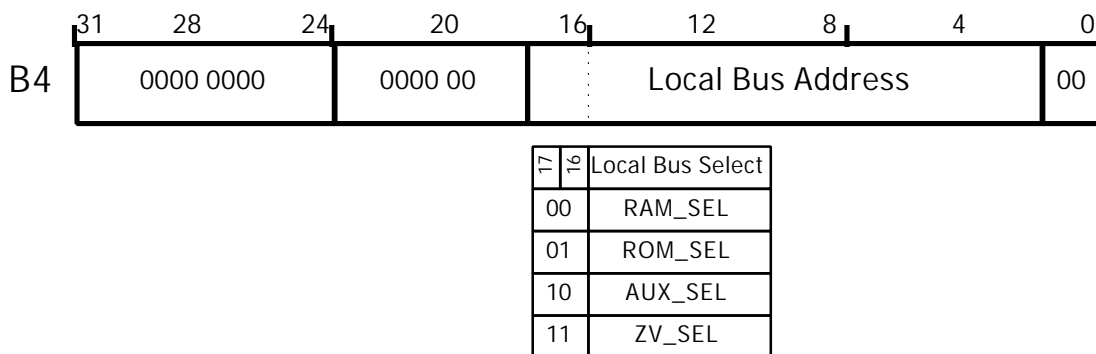 31 28 24 20 16 12 8 4 0
B4 0000 0000 0000 00 Local Bus Address 00
17 16 Local Bus Select
00 RAM_SEL
01 ROM_SEL
10 AUX_SEL
11 ZV_SEL